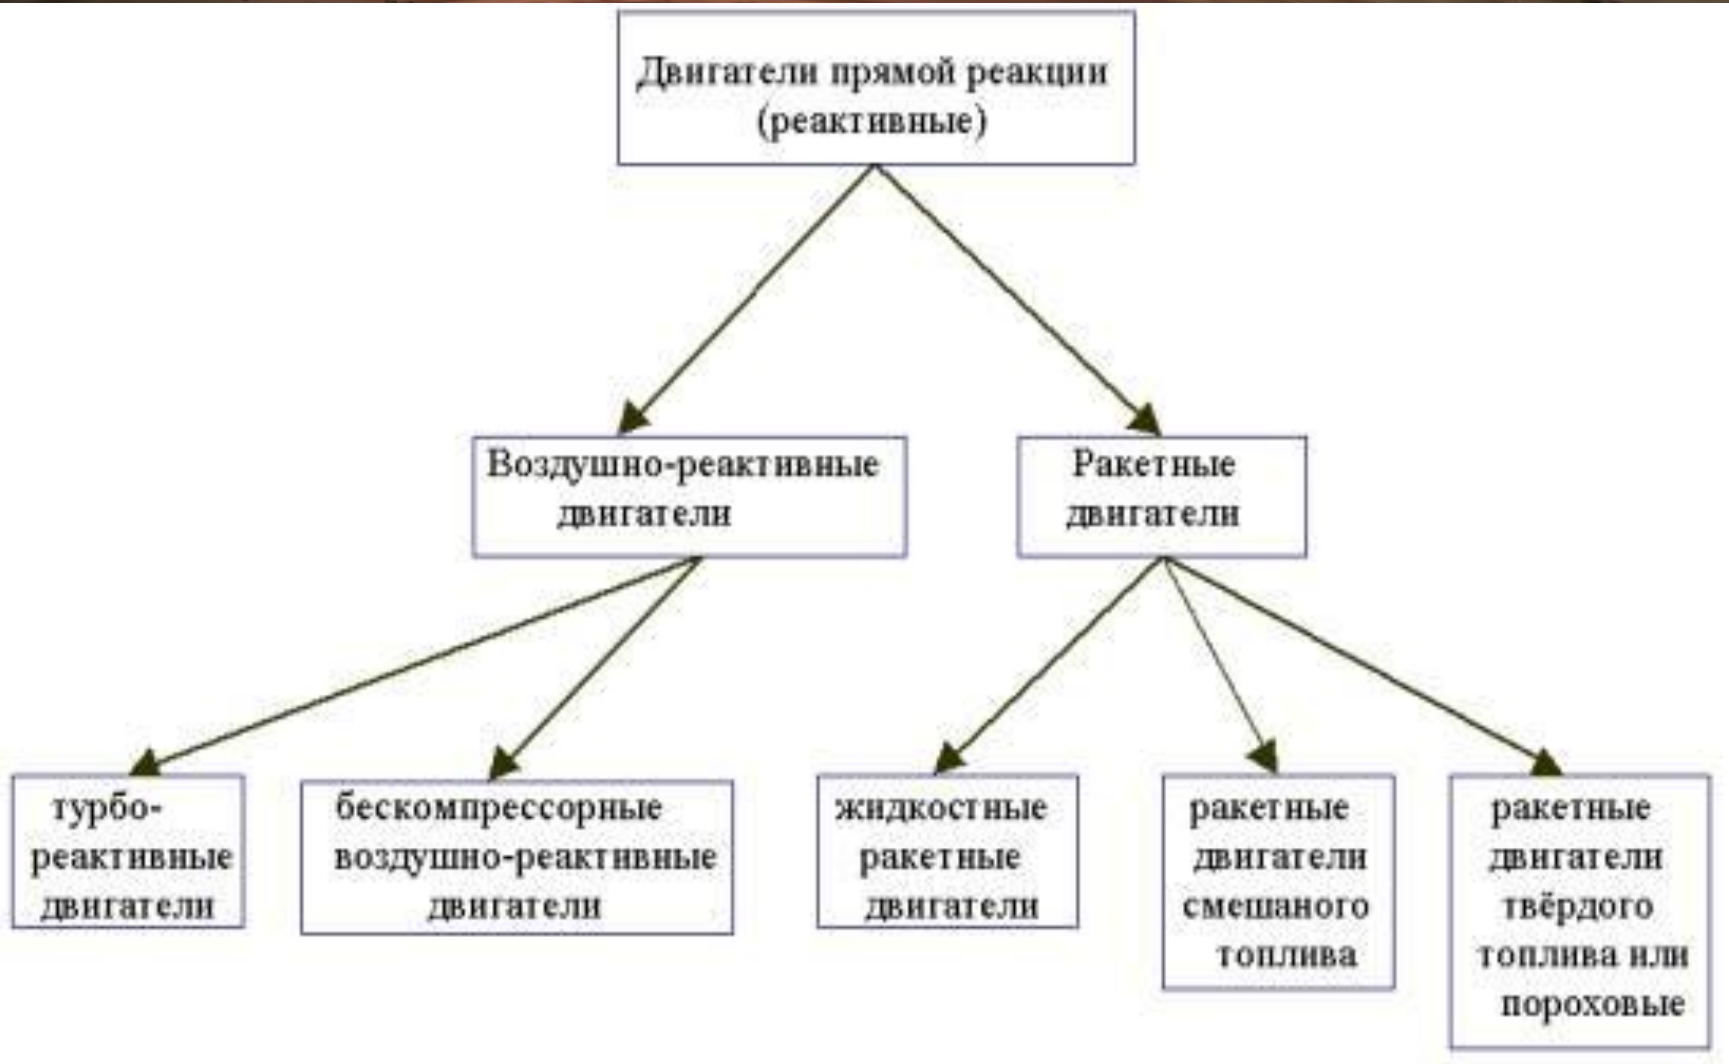 Двигатели прямой реакции
(реактивные)
Воздушно-реактивные
двигатели
Ракетные
двигатели
турбо-
реактивные
двигатели
бескомпрессорные
воздушно-реактивные
двигатели
жидкостные
ракетные
двигатели
ракетные
двигатели
смешаного
топлива
ракетные
двигатели
твёрдого
топлива или
пороховые